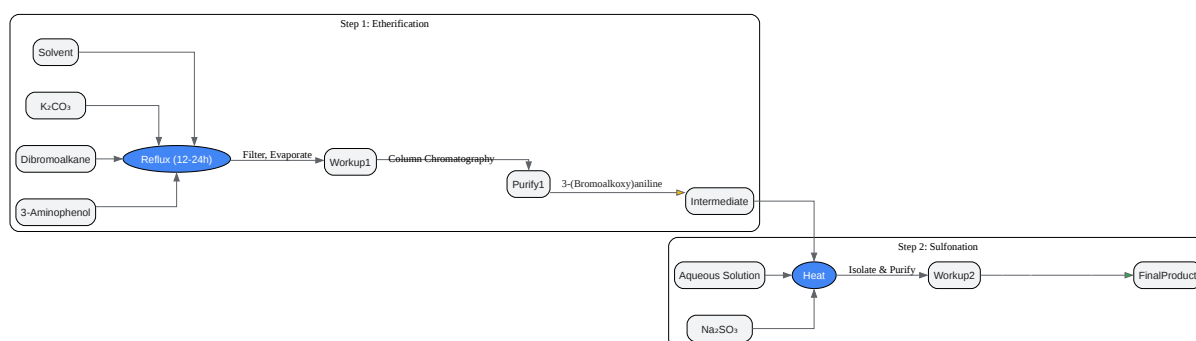 Step 1: Etherification
Solvent
K₂CO₃
Dibromoalkane
Reflux (12-24h)
Filter, Evaporate
Workup1
Column Chromatography
Purify1
3-(Bromoalkoxy)aniline
Intermediate
3-Aminophenol
Step 2: Sulfonation
Aqueous Solution
Heat
Isolate & Purify
Workup2
FinalProduct
Na₂SO₃